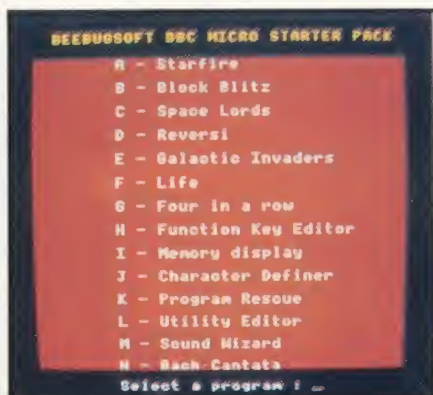 BEEBUGSOFT BBC MICRO STARTER PACK
A - Starfire
B - Block Blitz
C - Space Lords
D - Reversi
E - Galactic Invaders
F - Life
G - Four in a row
H - Function Key Editor
I - Memory display
J - Character Definer
K - Program Rescue
L - Utility Editor
M - Sound Wizard
N - Bach Cantata
Select a program : _